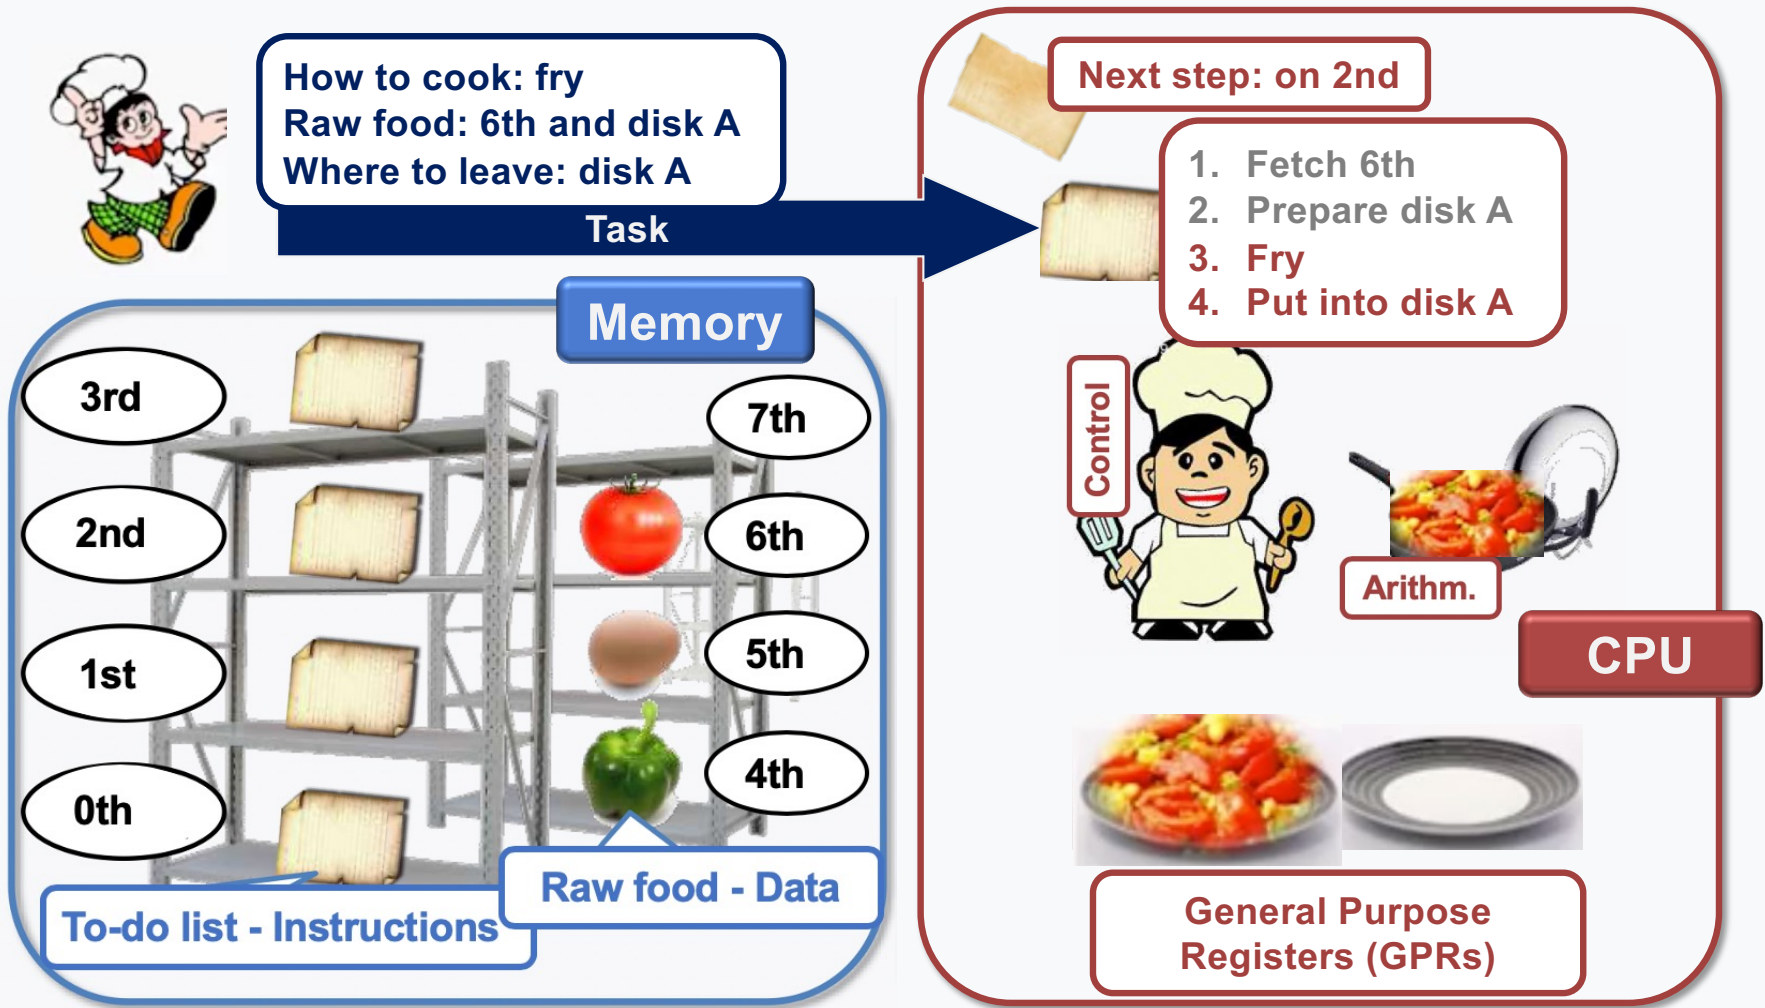 How to cook: fry
Raw food: 6th and disk A
Where to leave: disk A
Task
Next step: on 2nd
1. Fetch 6th
2. Prepare disk A
3. Fry
4. Put into disk A
Memory
3rd
2nd
1st
0th
7th
6th
5th
4th
To-do list - Instructions
Raw food - Data
Control
Arithm.
CPU
General Purpose
Registers (GPRs)